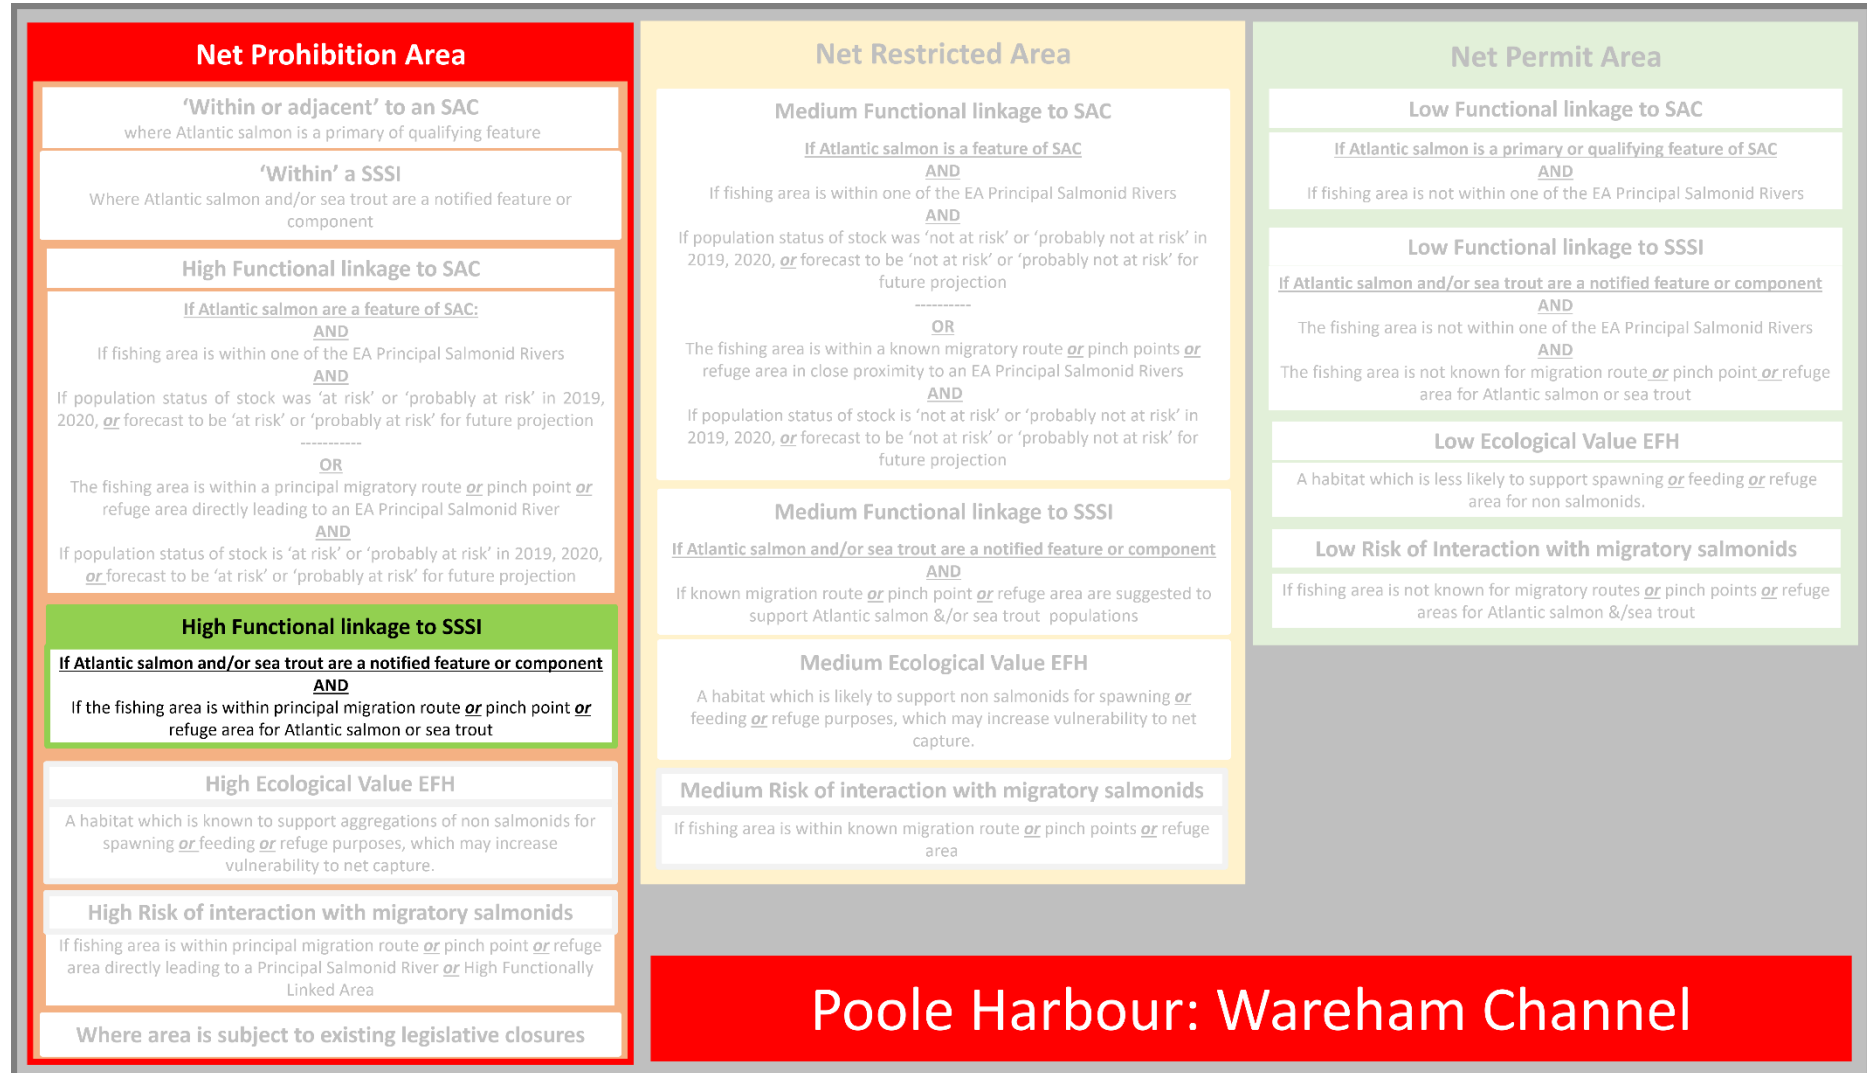 Net Prohibition Area
'Within or adjacent' to an SAC
where Atlantic salmon is a primary of qualifying feature
'Within' a SSSI
Where Atlantic salmon and/or sea trout are a notified feature or
component
High Functional linkage to SAC
If Atlantic salmon are a feature of SAC:
AND
If fishing area is within one of the EA Principal Salmonid Rivers
AND
If population status of stock was 'at risk' or 'probably at risk' in 2019,
2020, or forecast to be 'at risk' or 'probably at risk' for future projection
-----------
OR
The fishing area is within a principal migratory route or pinch point or
refuge area directly leading to an EA Principal Salmonid River
AND
If population status of stock is 'at risk' or 'probably at risk' in 2019, 2020,
or forecast to be 'at risk' or 'probably at risk' for future projection
High Functional linkage to SSSI
If Atlantic salmon and/or sea trout are a notified feature or component
AND
If the fishing area is within principal migration route or pinch point or
refuge area for Atlantic salmon or sea trout
High Ecological Value EFH
A habitat which is known to support aggregations of non salmonids for
spawning or feeding or refuge purposes, which may increase
vulnerability to net capture.
High Risk of interaction with migratory salmonids
If fishing area is within principal migration route or pinch point or refuge
area directly leading to a Principal Salmonid River or High Functionally
Linked Area
Where area is subject to existing legislative closures
Net Restricted Area
Medium Functional linkage to SAC
If Atlantic salmon is a feature of SAC
AND
If fishing area is within one of the EA Principal Salmonid Rivers
AND
If population status of stock was 'not at risk' or 'probably not at risk' in
2019, 2020, or forecast to be 'not at risk' or 'probably not at risk' for
future projection
----------
OR
The fishing area is within a known migratory route or pinch points or
refuge area in close proximity to an EA Principal Salmonid Rivers
AND
If population status of stock is 'not at risk' or 'probably not at risk' in
2019, 2020, or forecast to be 'not at risk' or 'probably not at risk' for
future projection
Medium Functional linkage to SSSI
If Atlantic salmon and/or sea trout are a notified feature or component
AND
If known migration route or pinch point or refuge area are suggested to
support Atlantic salmon &/or sea trout populations
Medium Ecological Value EFH
A habitat which is likely to support non salmonids for spawning or
feeding or refuge purposes, which may increase vulnerability to net
capture.
Medium Risk of interaction with migratory salmonids
If fishing area is within known migration route or pinch points or refuge
area
Net Permit Area
Low Functional linkage to SAC
If Atlantic salmon is a primary or qualifying feature of SAC
AND
If fishing area is not within one of the EA Principal Salmonid Rivers
Low Functional linkage to SSSI
If Atlantic salmon and/or sea trout are a notified feature or component
AND
The fishing area is not within one of the EA Principal Salmonid Rivers
AND
The fishing area is not known for migration route or pinch point or refuge
area for Atlantic salmon or sea trout
Low Ecological Value EFH
A habitat which is less likely to support spawning or feeding or refuge
area for non salmonids.
Low Risk of Interaction with migratory salmonids
If fishing area is not known for migratory routes or pinch points or refuge
areas for Atlantic salmon &/sea trout
Poole Harbour: Wareham Channel